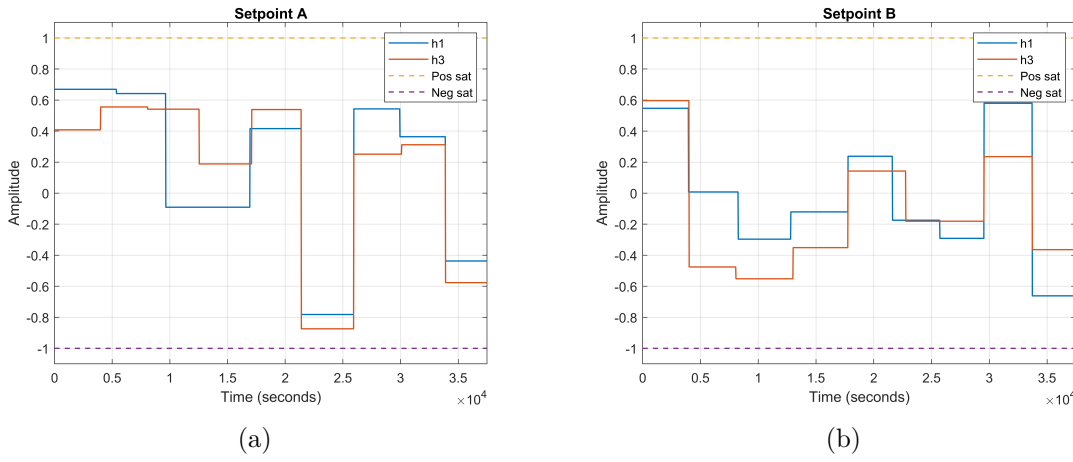 Setpoint A
1
0.8
0.6
0.4
0.2
0
-0.2
-0.4
-0.6
-0.8
-1
Amplitude
h1
h3
Pos sat
Neg sat
0 0.5 1 1.5 2 2.5 3 3.5
Time (seconds)
×10^4
(a)
Setpoint B
1
0.8
0.6
0.4
0.2
0
-0.2
-0.4
-0.6
-0.8
-1
Amplitude
h1
h3
Pos sat
Neg sat
0 0.5 1 1.5 2 2.5 3 3.5
Time (seconds)
×10^4
(b)